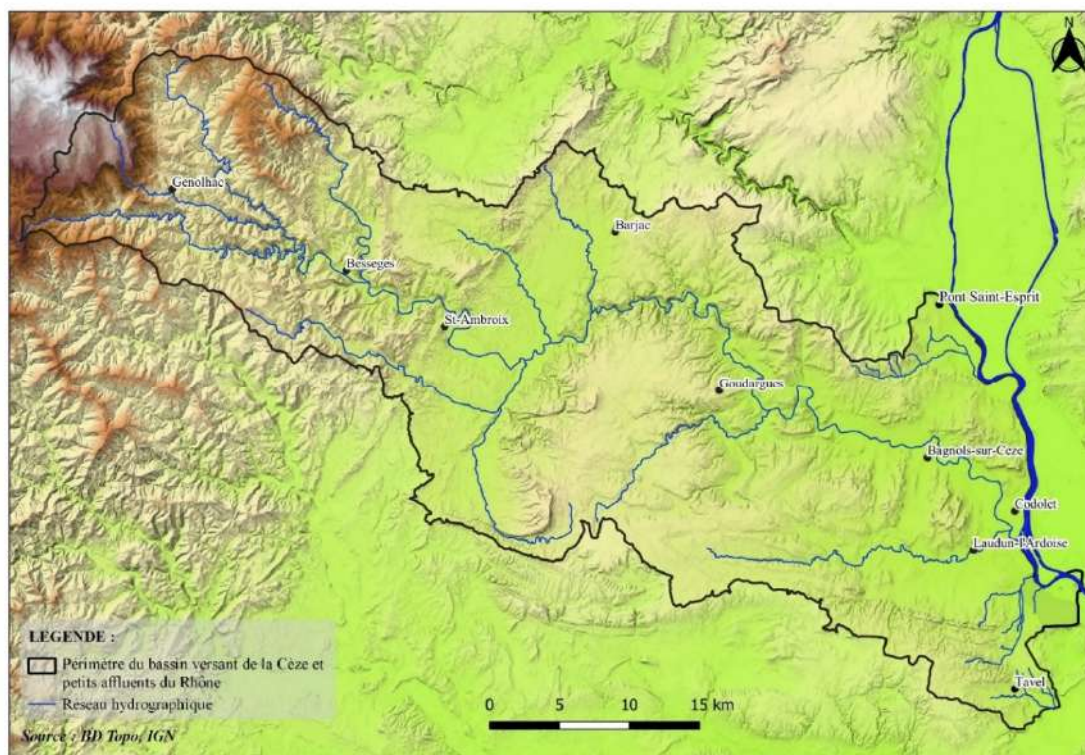 N
Genolhac
Barjac
Besseges
Pont Saint-Esprit
St-Ambroix
Goudargues
Bagnols-sur-Ceze
Codolet
Laudun-l'Ardoise
Tavel
LEGENDE :
Périmètre du bassin versant de la Cèze et
petits affluents du Rhône
Réseau hydrographique
0 5 10 15 km
Source : BD Topo, IGN